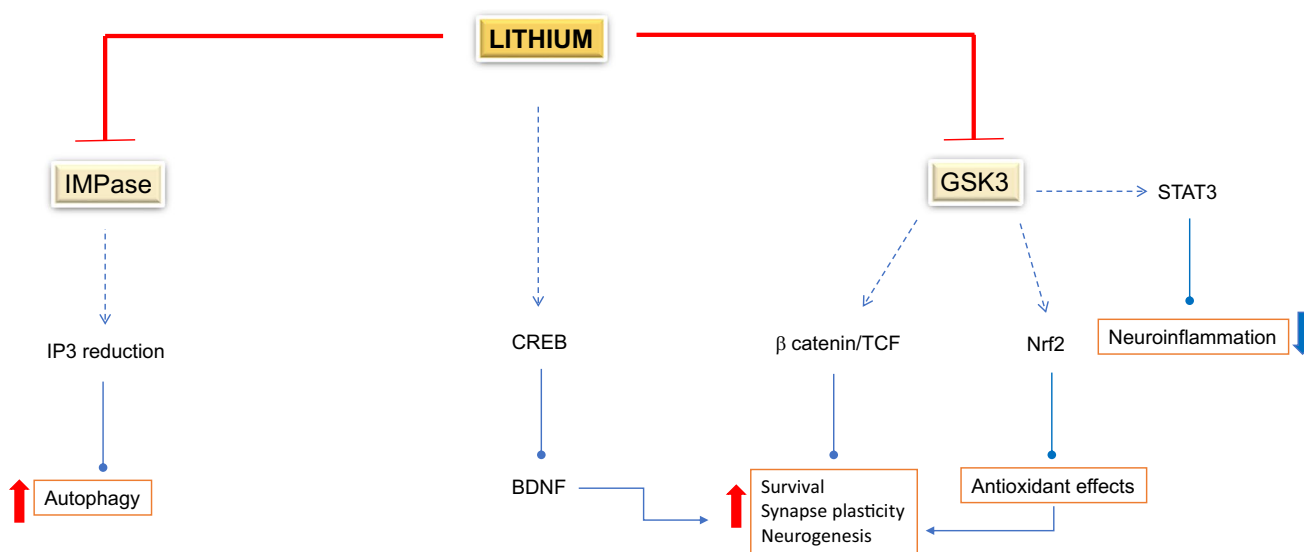 LITHIUM
IMPase
GSK3
STAT3
IP3 reduction
CREB
β catenin/TCF
Nrf2
Neuroinflammation
Autophagy
BDNF
Survival
Synapse plasticity
Neurogenesis
Antioxidant effects